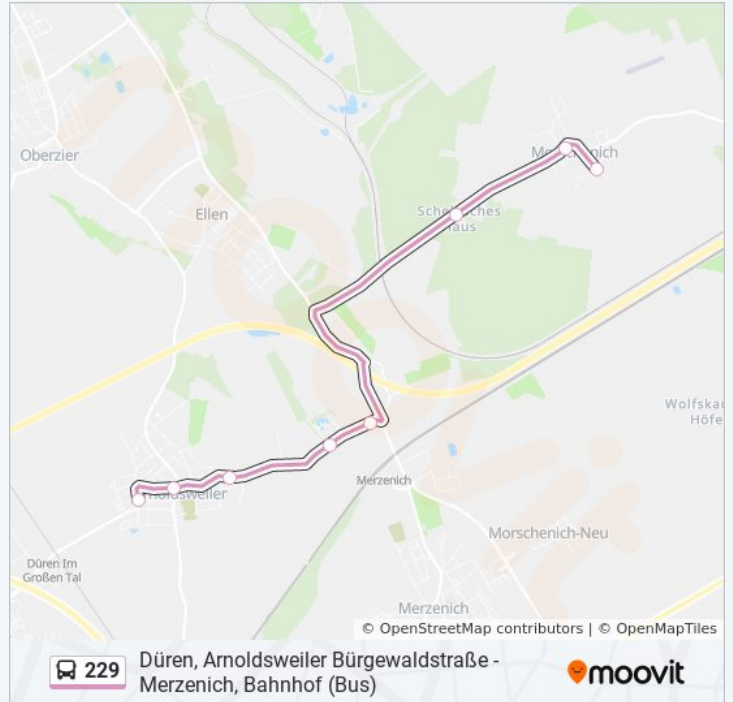 Oberzier
Ellen
Düren Im
Großen Tal
Merzenich
Wolfskau
Höfe
Morschenich-Neu
Merzenich
© OpenStreetMap contributors | © OpenMapTiles
229
Düren, Arnoldsweiler Bürgewaldstraße -
Merzenich, Bahnhof (Bus)
moovit